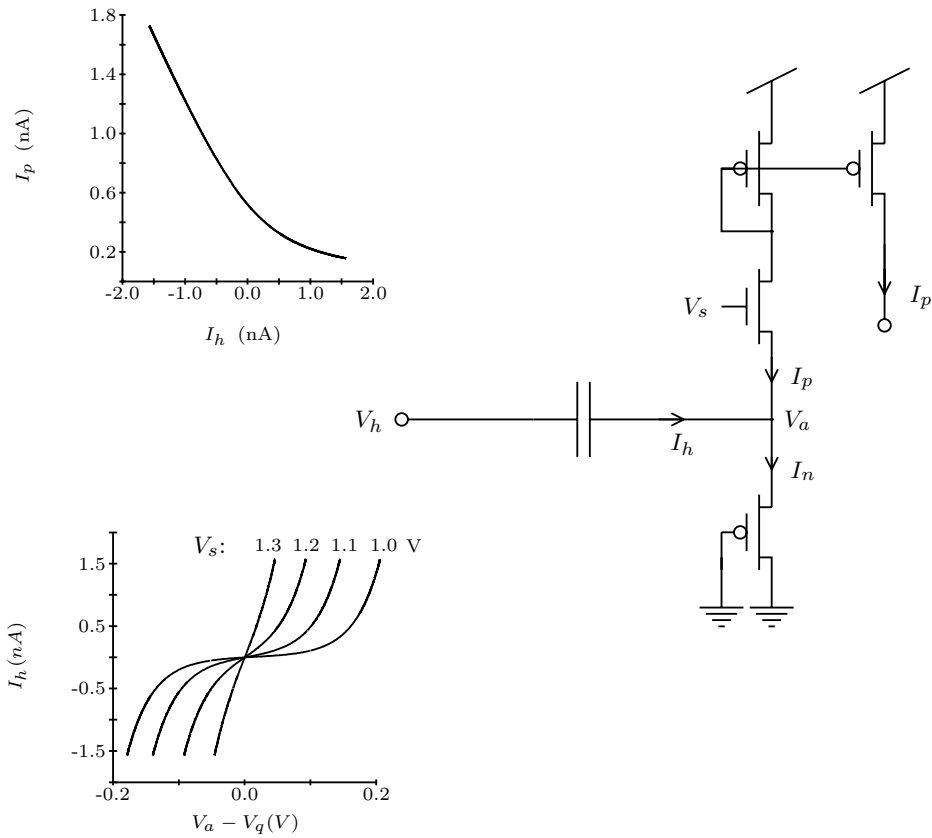 1.8
1.4
1.0
0.6
0.2
I_p (nA)
-2.0 -1.0 0.0 1.0 2.0
I_h (nA)
V_s
I_p
I_p
V_h
I_h
V_a
I_n
V_s: 1.3 1.2 1.1 1.0 V
1.5
0.5
-0.5
-1.5
I_h(nA)
-0.2 0.0 0.2
V_a − V_q(V)